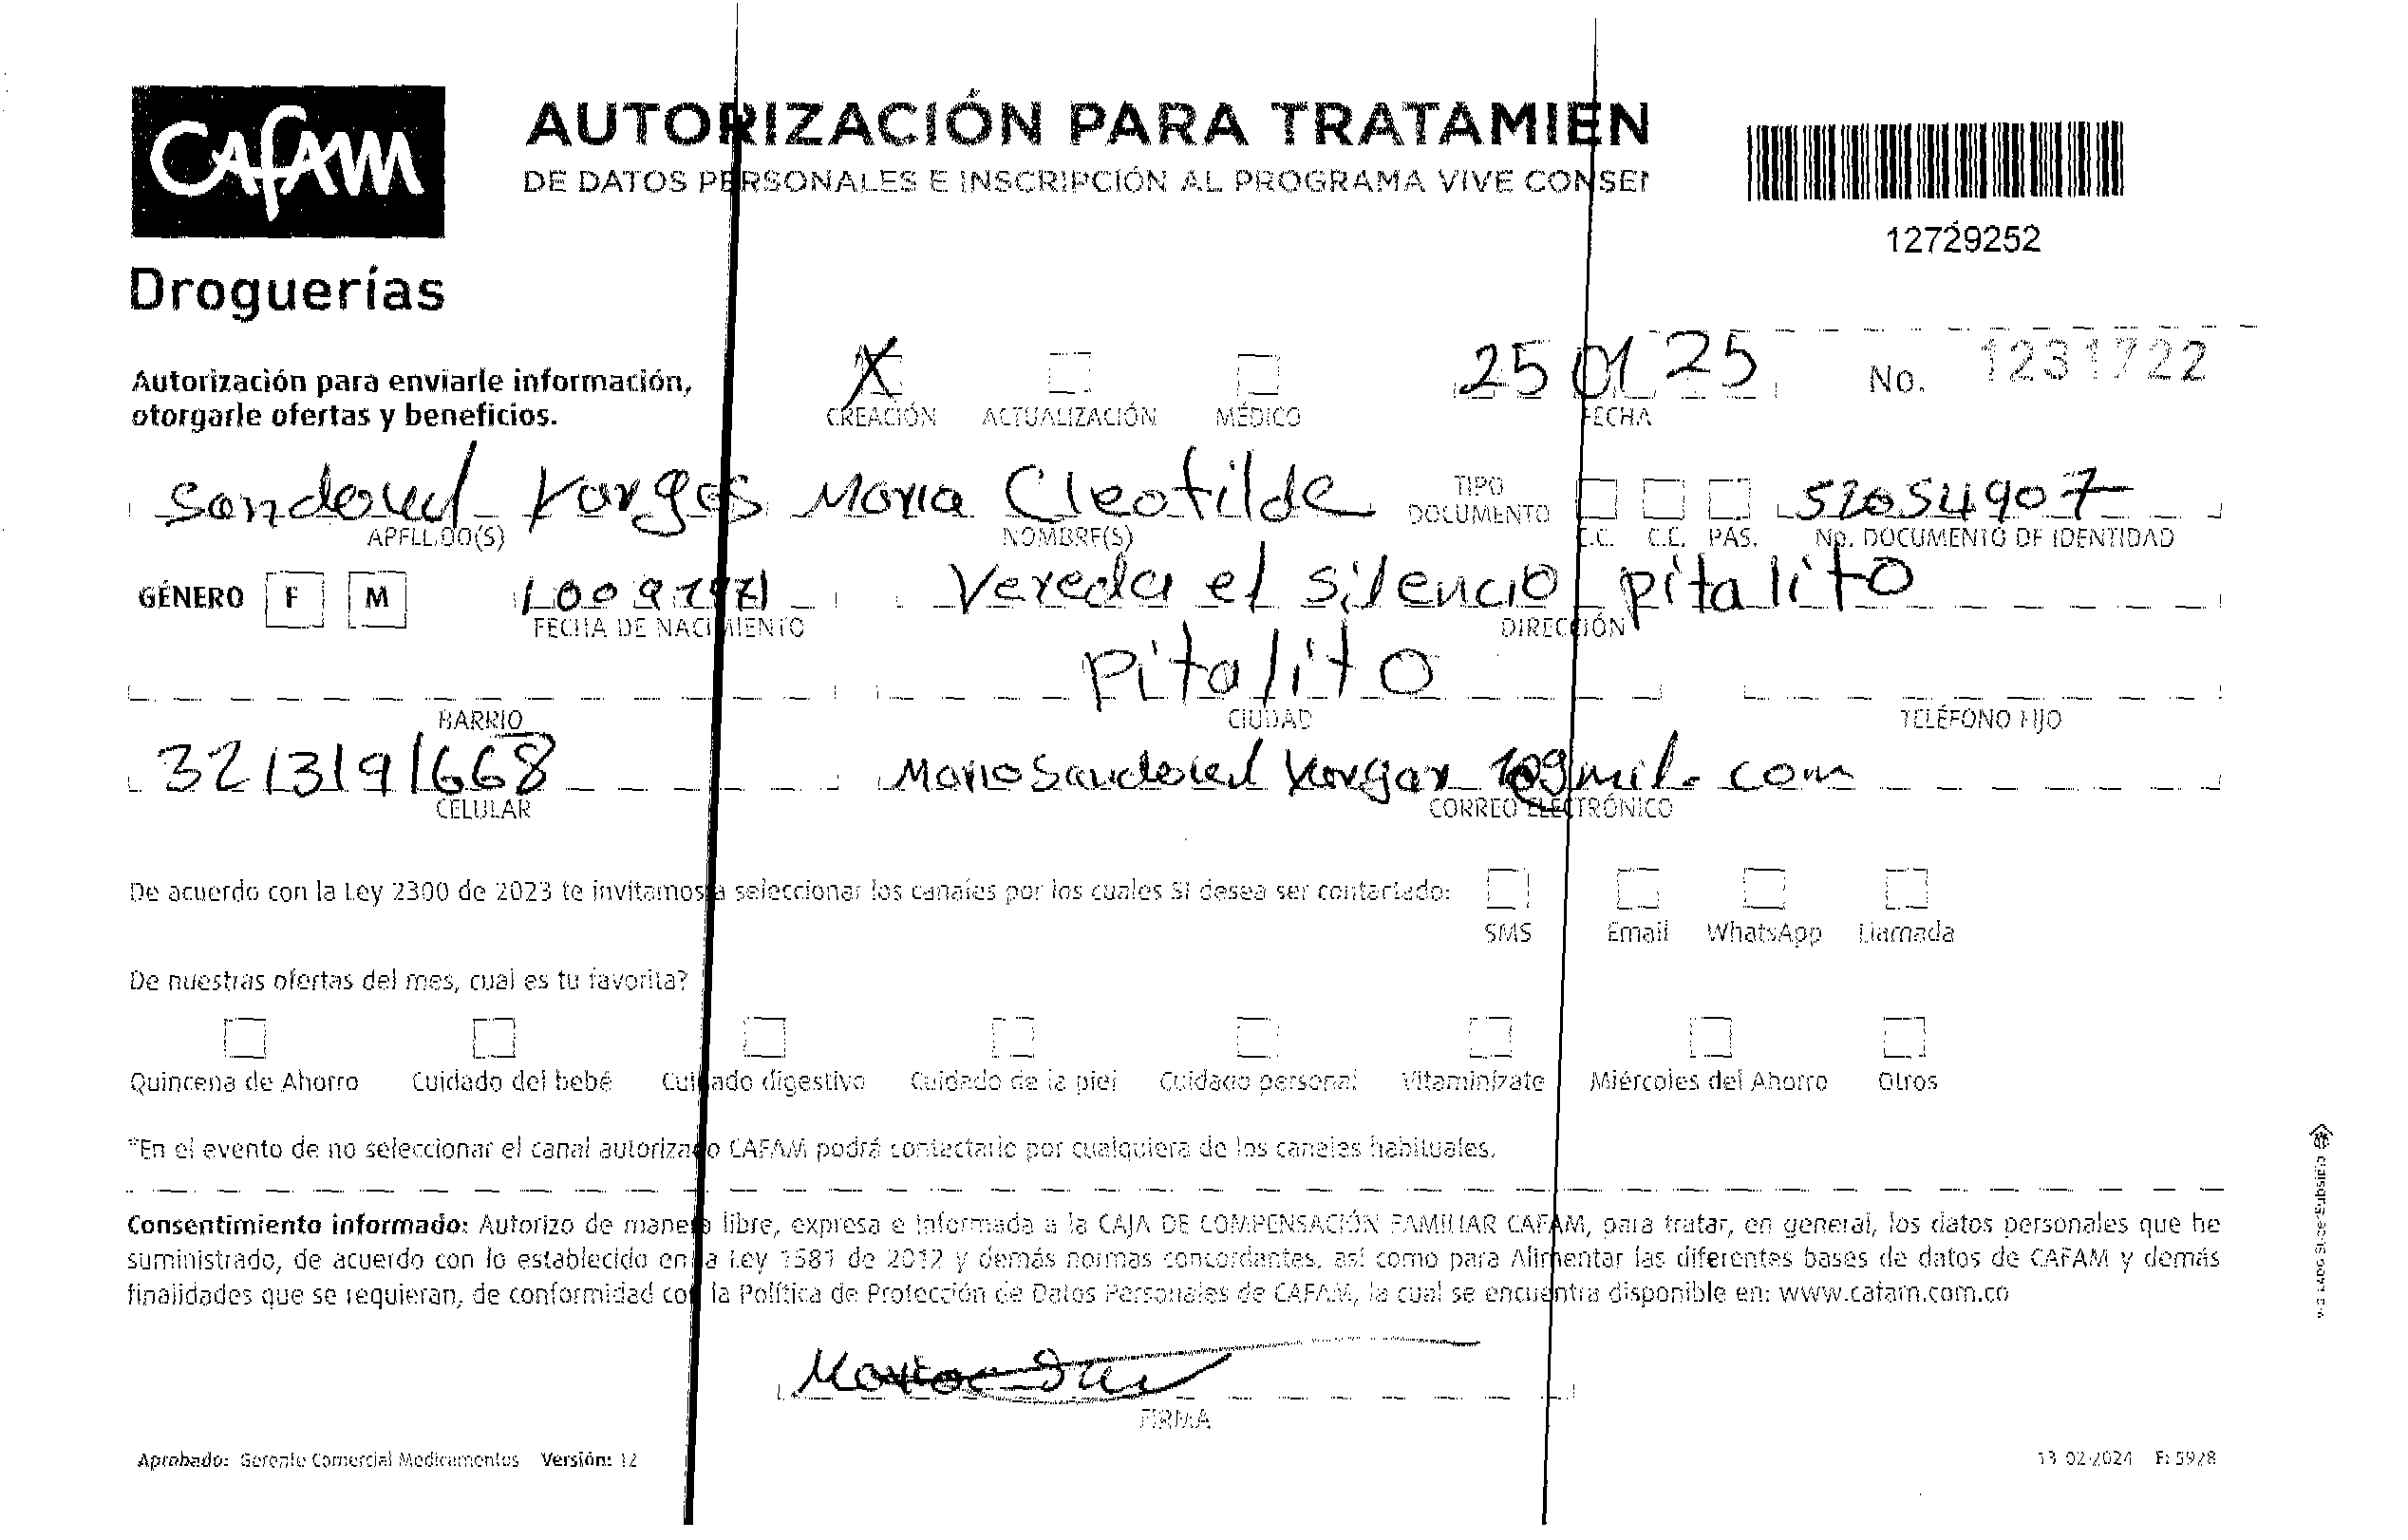 CAFAM
Droguerías
AUTORIZACIÓN PARA TRATAMIEN
DE DATOS PERSONALES E INSCRIPCIÓN AL PROGRAMA VIVE CONSEN
12729252
Autorización para enviarle información,
otorgarle ofertas y beneficios.
X
CREACIÓN ACTUALIZACIÓN MÉDICO
25 01 25
FECHA
No. 1231722
Sandoval Vargas Maria Cleotilde
APELLIDO(S) NOMBRE(S)
TIPO
DOCUMENTO
C.C. C.E. PAS.
52054907
No. DOCUMENTO DE IDENTIDAD
GÉNERO F M
10091971
FECHA DE NACIMIENTO
Vereda el silencio pitalito
DIRECCIÓN
pitalito
BARRIO CIUDAD TELÉFONO FIJO
3213191668
CELULAR
CORREO ELECTRÓNICO
De acuerdo con la Ley 2300 de 2023 te invitamos a seleccionar los canales por los cuales SI desea ser contactado:
SMS Email WhatsApp Llamada
De nuestras ofertas del mes, cual es tu favorita?
Quincena de Ahorro Cuidado del bebé Cuidado digestivo Cuidado de la piel Cuidado personal Vitaminízate Miércoles del Ahorro Otros
*En el evento de no seleccionar el canal autorizado CAFAM podrá contactarlo por cualquiera de los canales habituales.
Consentimiento informado: Autorizo de manera libre, expresa e informada a la CAJA DE COMPENSACIÓN FAMILIAR CAFAM, para tratar, en general, los datos personales que he
suministrado, de acuerdo con lo establecido en la Ley 1581 de 2012 y demás normas concordantes, así como para Alimentar las diferentes bases de datos de CAFAM y demás
finalidades que se requieran, de conformidad con la Política de Protección de Datos Personales de CAFAM, la cual se encuentra disponible en: www.cafam.com.co
FIRMA
Aprobado: Gerente Comercial Medicamentos Versión: 12
13-02-2024 F: 5928